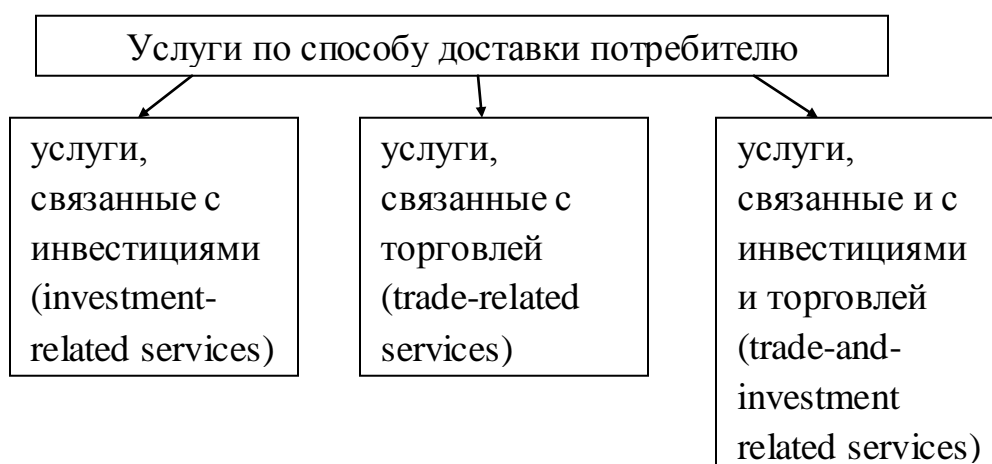 Услуги по способу доставки потребителю
услуги,
связанные с
инвестициями
(investment-
related services)
услуги,
связанные с
торговлей
(trade-related
services)
услуги,
связанные и с
инвестициями
и торговлей
(trade-and-
investment
related services)